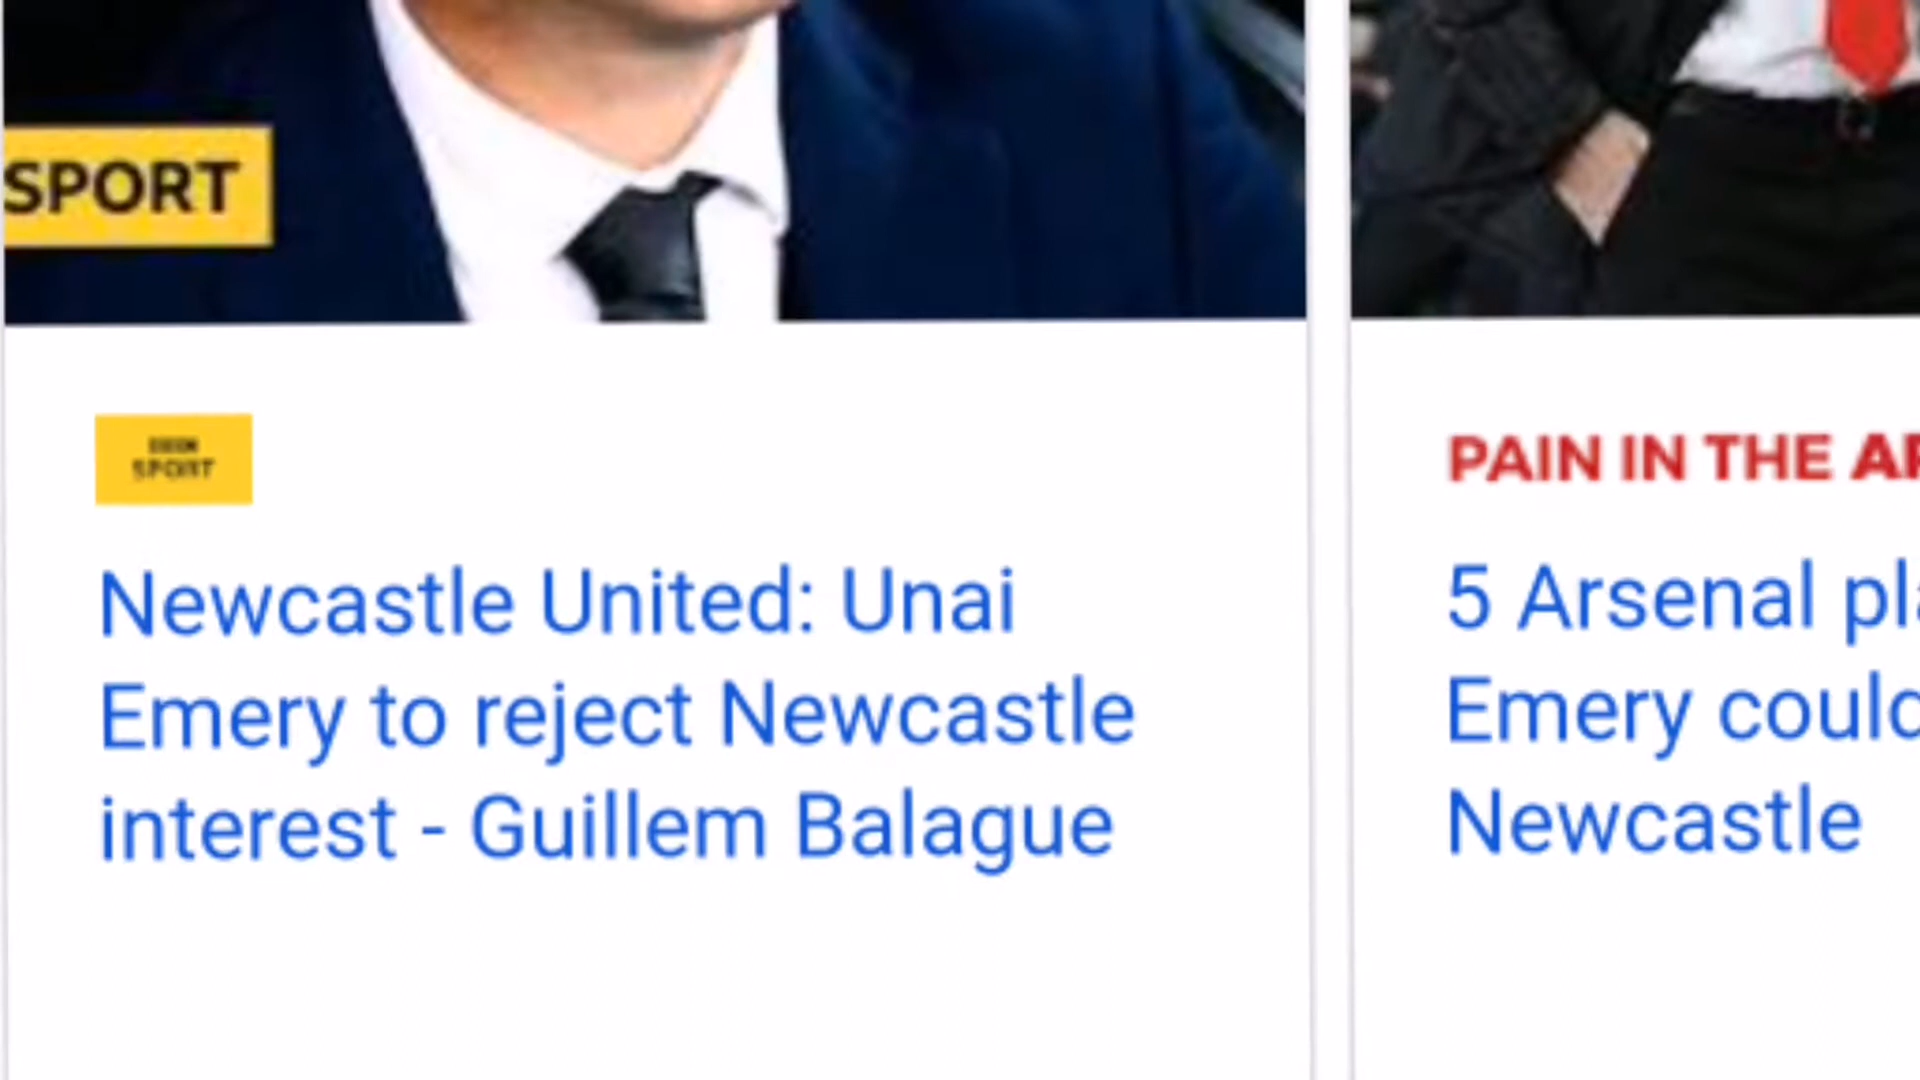 SPORT
SPORT
Newcastle United: Unai
Emery to reject Newcastle
interest - Guillem Balague
PAIN IN THE
5 Arsenal
Emery could
Newcastle